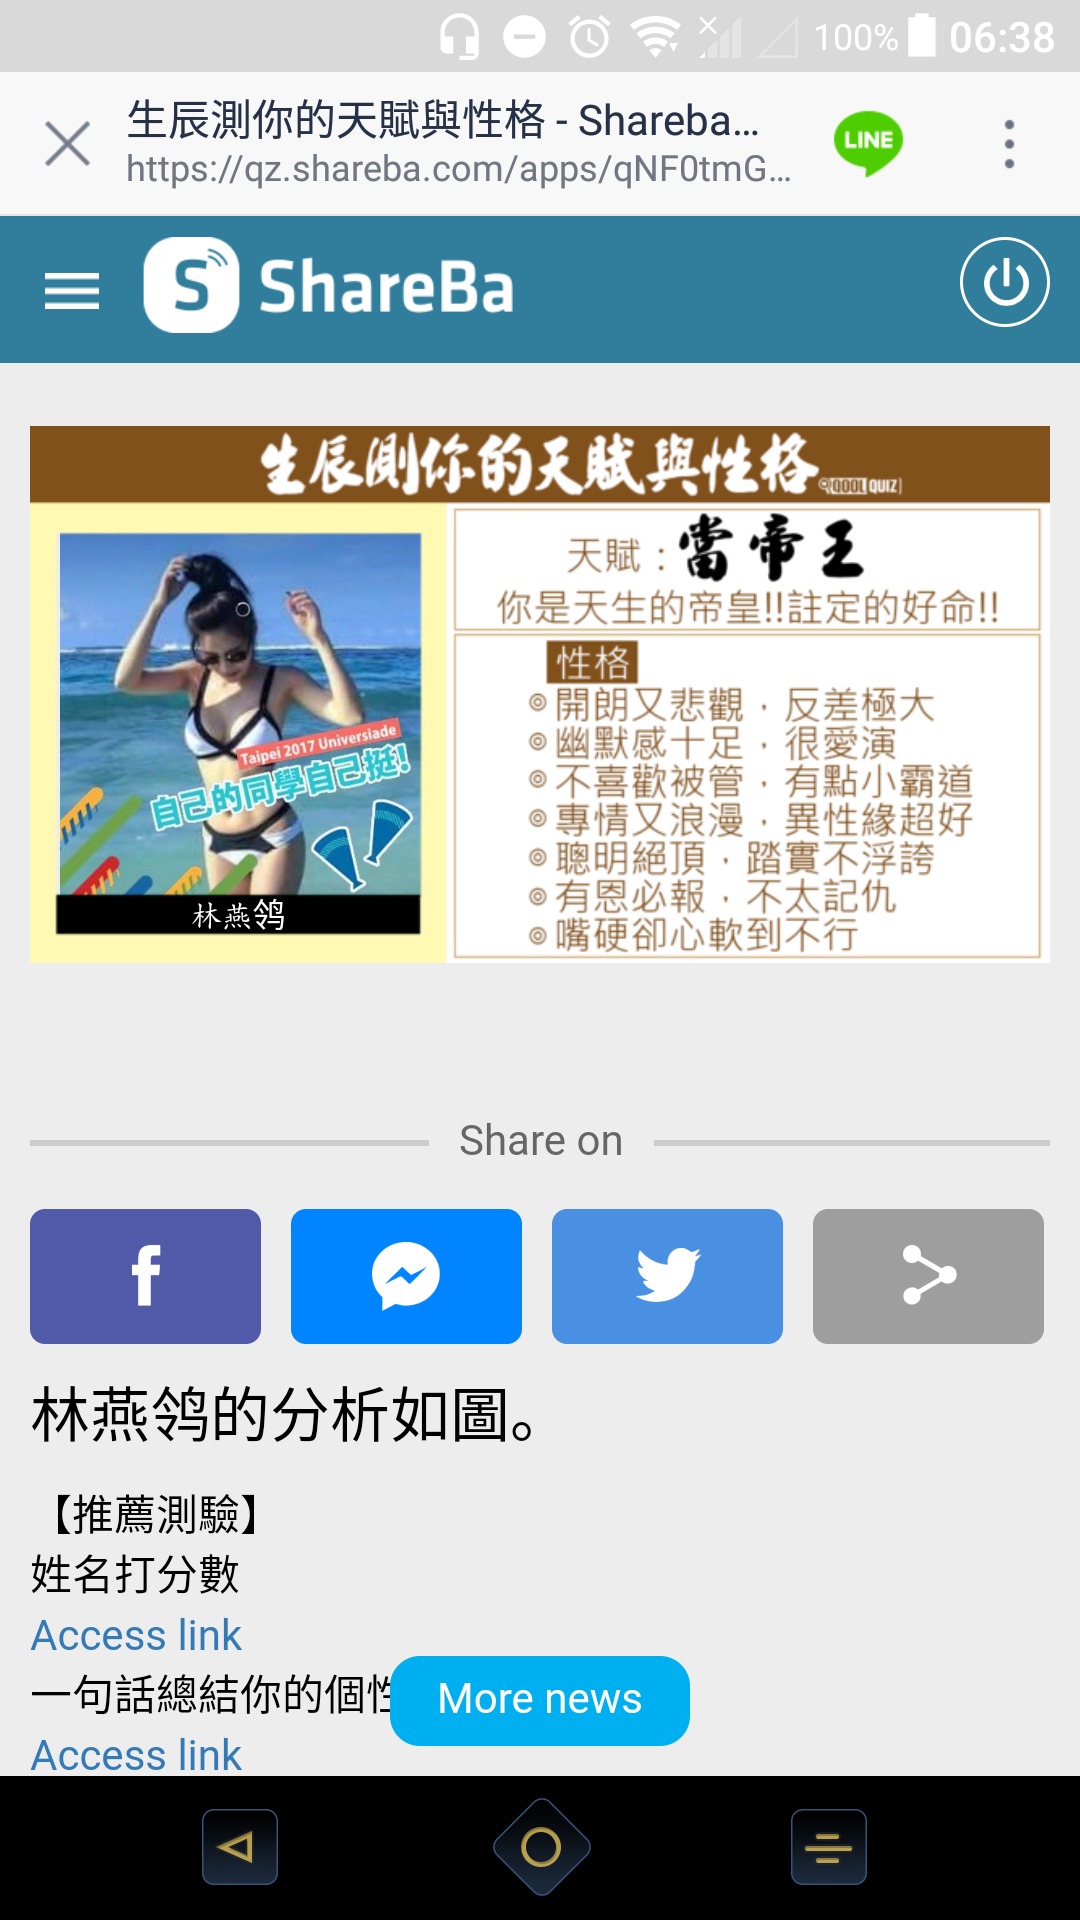 100% 06:38
生辰測你的天賦與性格 - Shareba...
https://qz.shareba.com/apps/qNF0tmG...
LINE
S ShareBa
生辰測你的天賦與性格 QOOL QUIZ
天賦：當帝王
你是天生的帝皇!!註定的好命!!
性格
◎開朗又悲觀，反差極大
◎幽默感十足，很愛演
◎不喜歡被管，有點小霸道
◎專情又浪漫，異性緣超好
◎聰明絕頂，踏實不浮誇
◎有恩必報，不太記仇
◎嘴硬卻心軟到不行
Taipei 2017 Universiade
自己的同學自己挺!
林燕鸰
Share on
林燕鸰的分析如圖。
【推薦測驗】
姓名打分數
Access link
一句話總結你的個性
More news
Access link